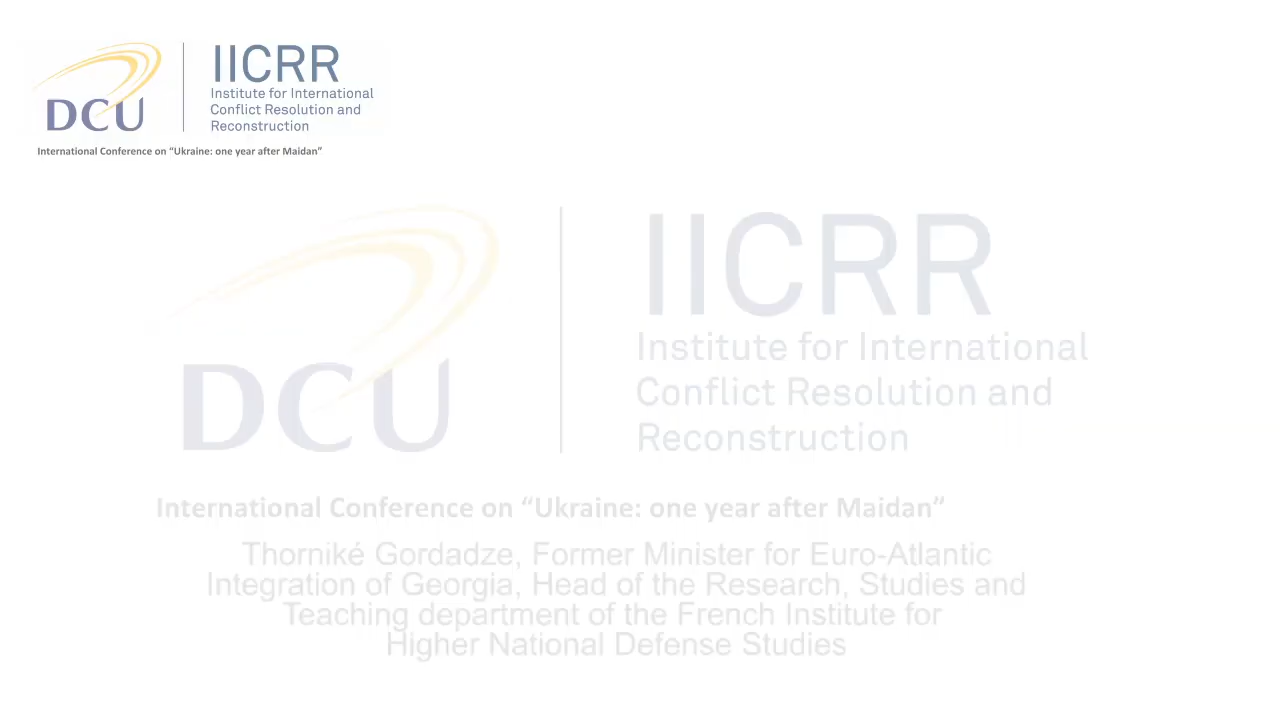 DCU
IICRR
Institute for International
Conflict Resolution and
Reconstruction
International Conference on “Ukraine: one year after Maidan”
DCU
IICRR
Institute for International
Conflict Resolution and
Reconstruction
International Conference on “Ukraine: one year after Maidan”
Thorniké Gordadze, Former Minister for Euro-Atlantic
Integration of Georgia, Head of the Research, Studies and
Teaching department of the French Institute for
Higher National Defense Studies